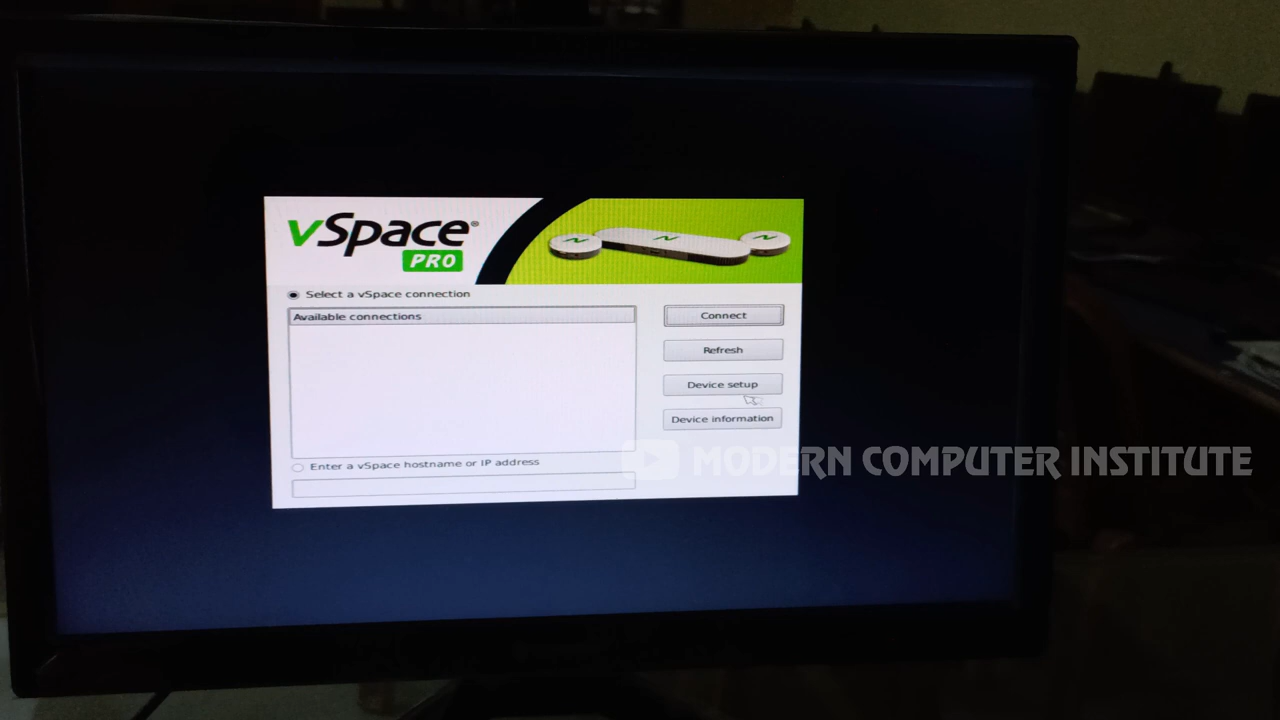 vSpace®
PRO
Select a vSpace connection
Available connections
Connect
Refresh
Device setup
Device information
Enter a vSpace hostname or IP address
MODERN COMPUTER INSTITUTE